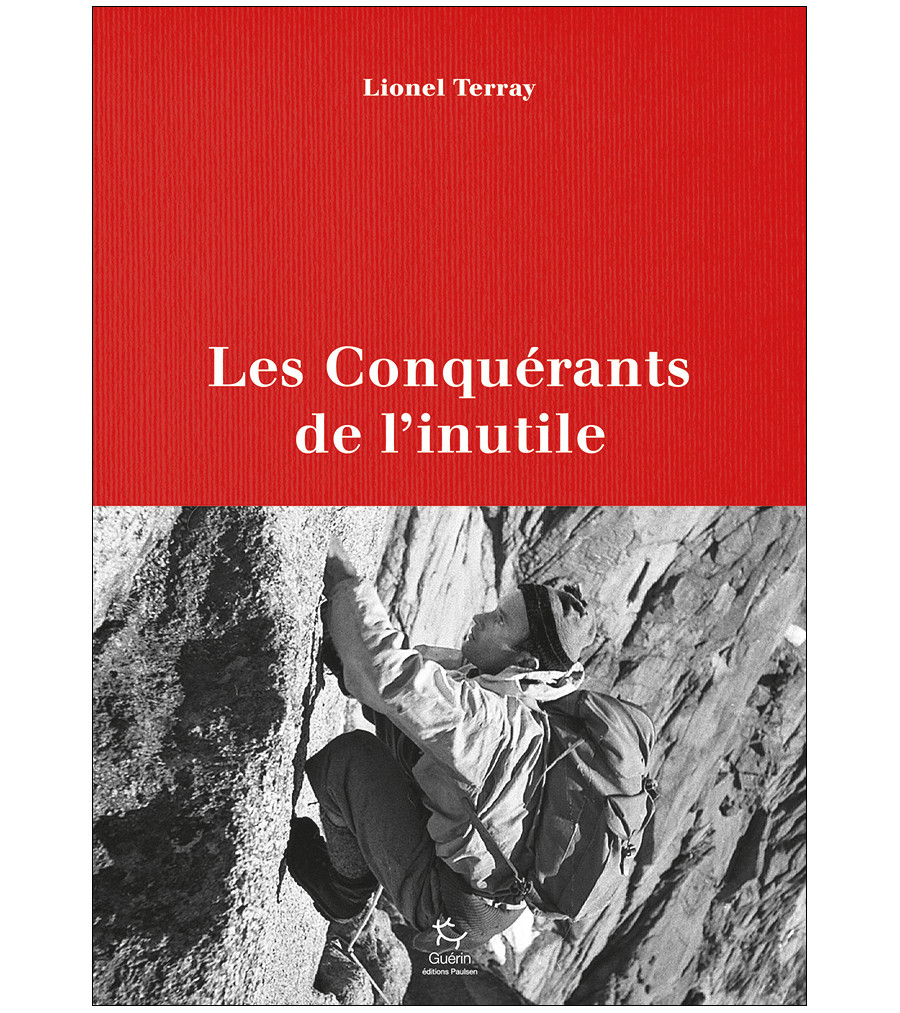 Lionel Terray
Les Conquérants
de l’inutile
Guérin
éditions Paulsen